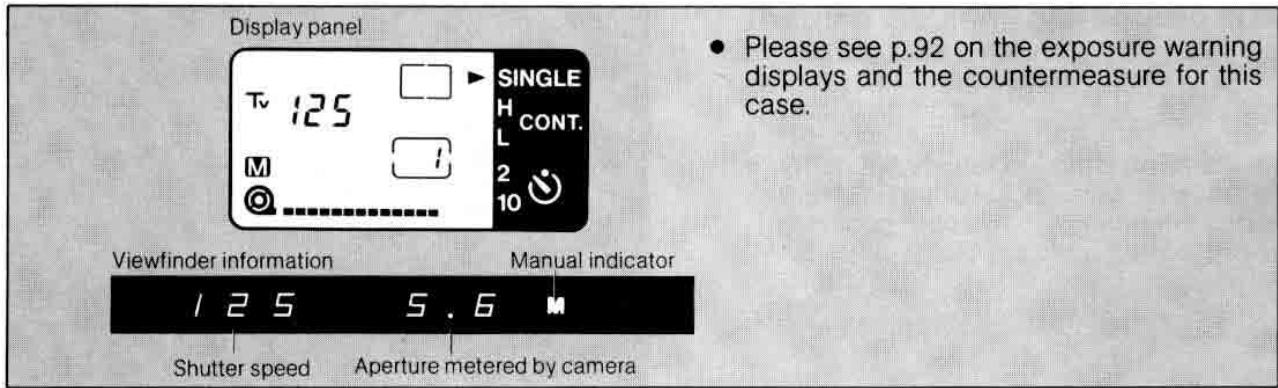 Display panel
Tv 125
SINGLE
H
CONT.
L
M
1
2
10
Viewfinder information Manual indicator
125 5.6 M
Shutter speed Aperture metered by camera
● Please see p.92 on the exposure warning
displays and the countermeasure for this
case.